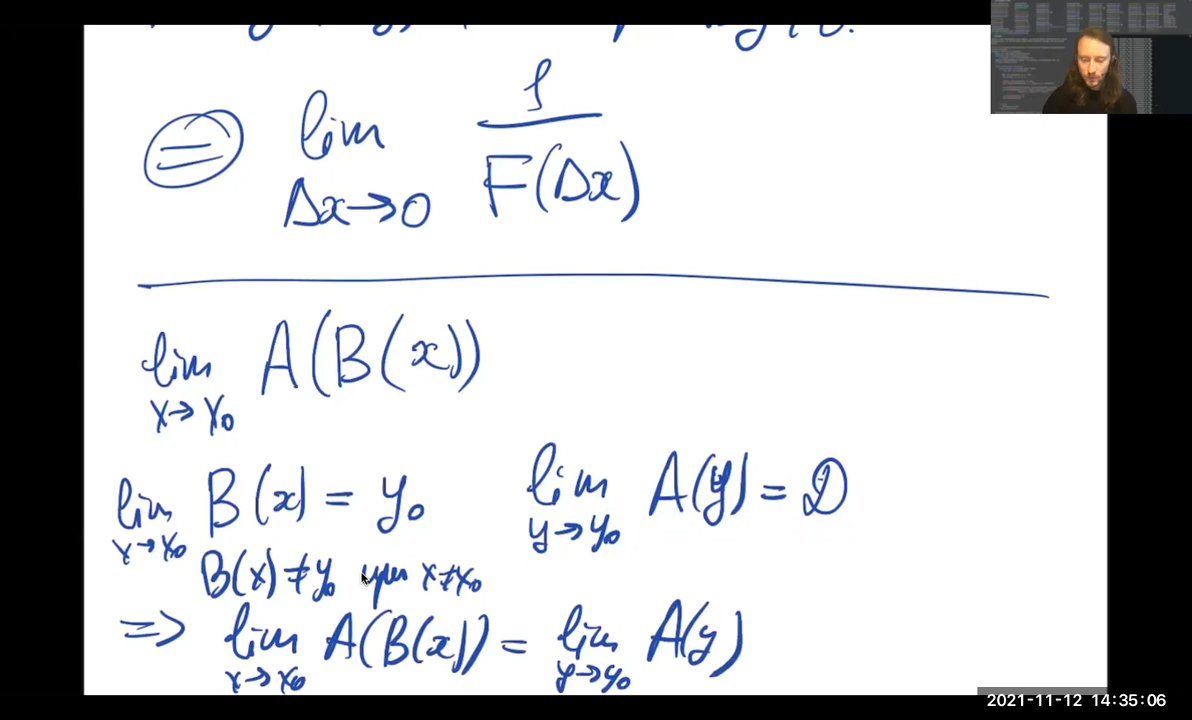 = lim 1
Δx→0 F(Δx)
lim A(B(x))
x→x₀
lim B(x) = y₀ lim A(y) = D
x→x₀ y→y₀
B(x) ≠ y₀ при x≠x₀
=> lim A(B(x)) = lim A(y)
x→x₀ y→y₀
2021-11-12 14:35:06